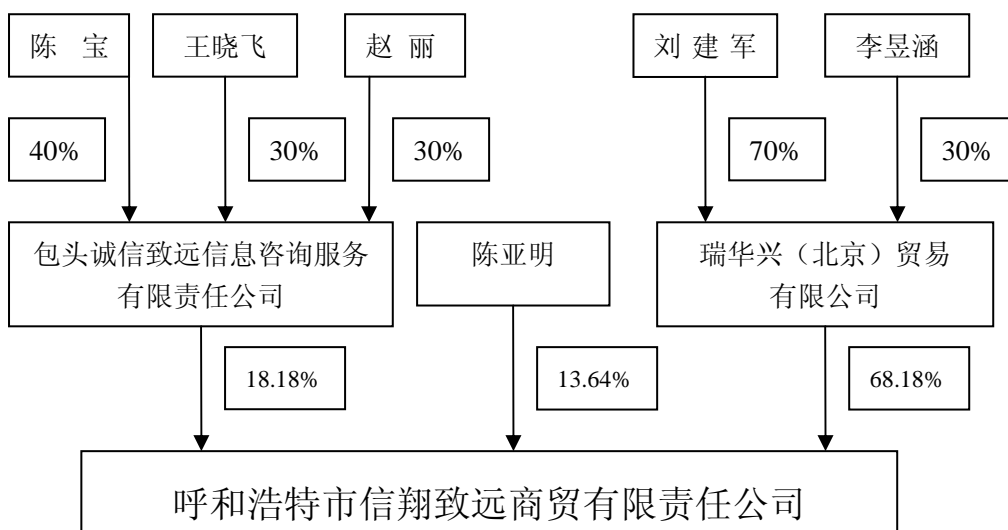 陈 宝
王晓飞
赵 丽
刘 建 军
李昱涵
40%
30%
30%
70%
30%
包头诚信致远信息咨询服务
有限责任公司
陈亚明
瑞华兴（北京）贸易
有限公司
18.18%
13.64%
68.18%
呼和浩特市信翔致远商贸有限责任公司